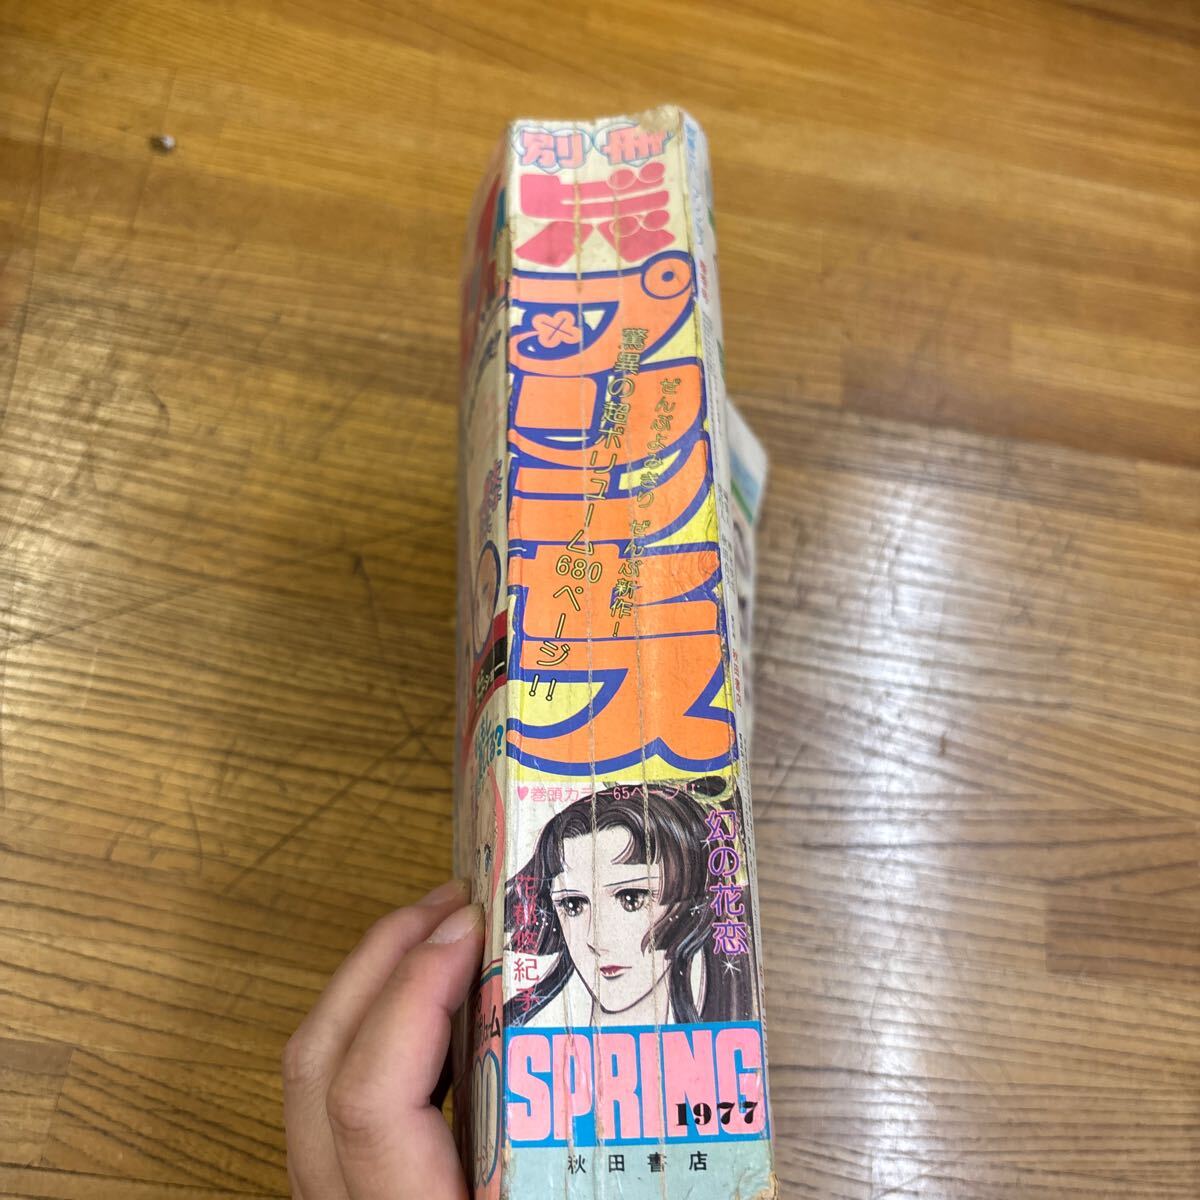 別冊
ビバ
プリンセス
ぜんぶよみきり ぜんぶ新作!
驚異の超ボリューム680ページ!!
♥巻頭カラー65ページ!!
幻の花恋
花郁悠紀子
SPRING
1977
秋田書店